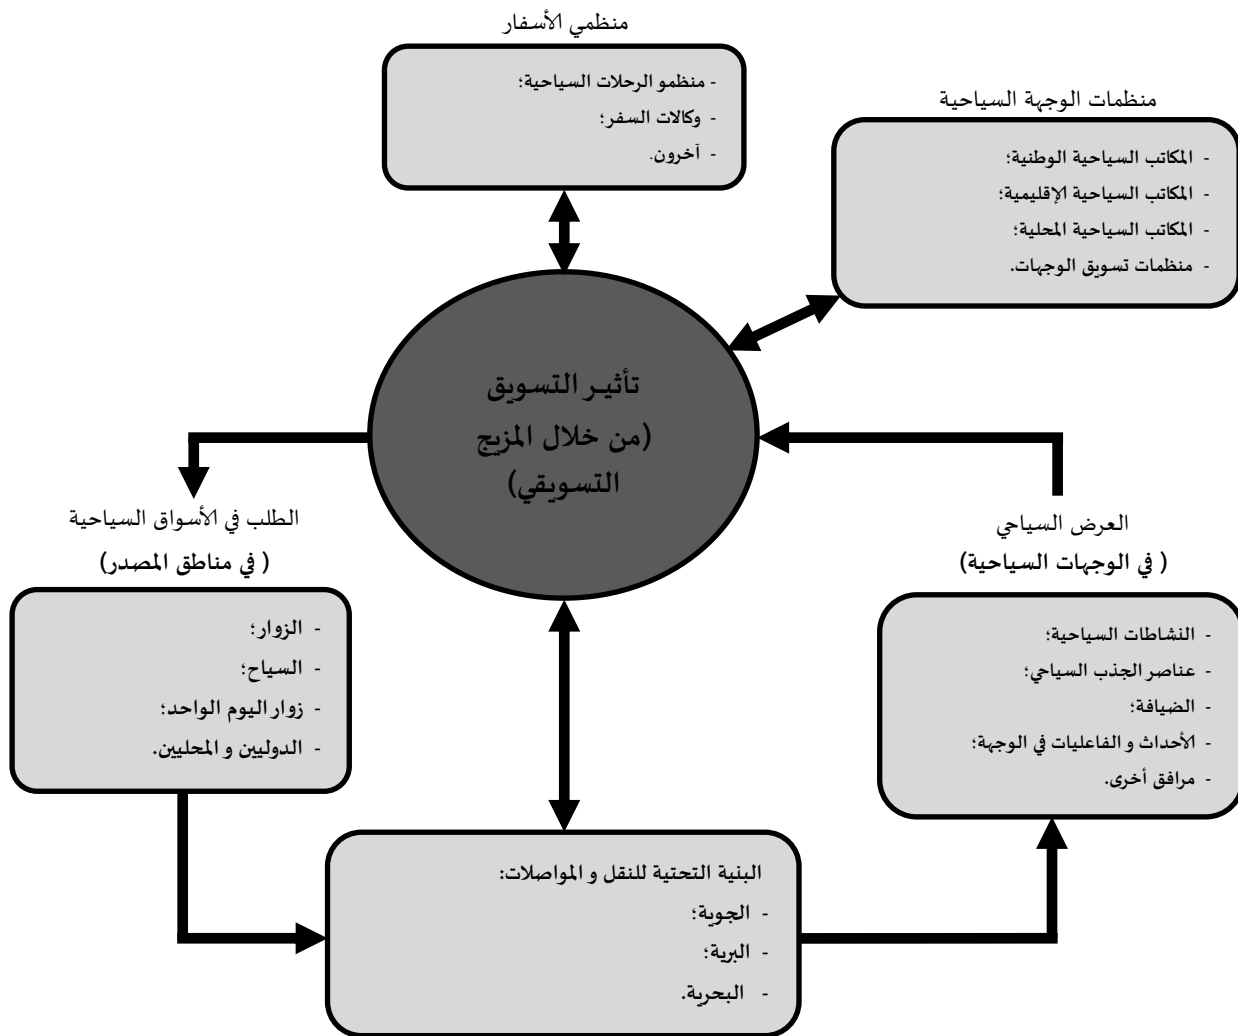 منظمي الأسفار
- منظمو الرحلات السياحية؛
- وكالات السفر؛
- آخرون.
منظمات الوجهة السياحية
- المكاتب السياحية الوطنية؛
- المكاتب السياحية الإقليمية؛
- المكاتب السياحية المحلية؛
- منظمات تسويق الوجهات.
تأثير التسويق
(من خلال المزيج
التسويقي)
العرض السياحي
( في الوجهات السياحية)
- النشاطات السياحية؛
- عناصر الجذب السياحي؛
- الضيافة؛
- الأحداث و الفاعليات في الوجهة؛
- مرافق أخرى.
الطلب في الأسواق السياحية
( في مناطق المصدر)
- الزوار؛
- السياح؛
- زوار اليوم الواحد؛
- الدوليين و المحليين.
البنية التحتية للنقل و المواصلات:
- الجوية؛
- البرية؛
- البحرية.